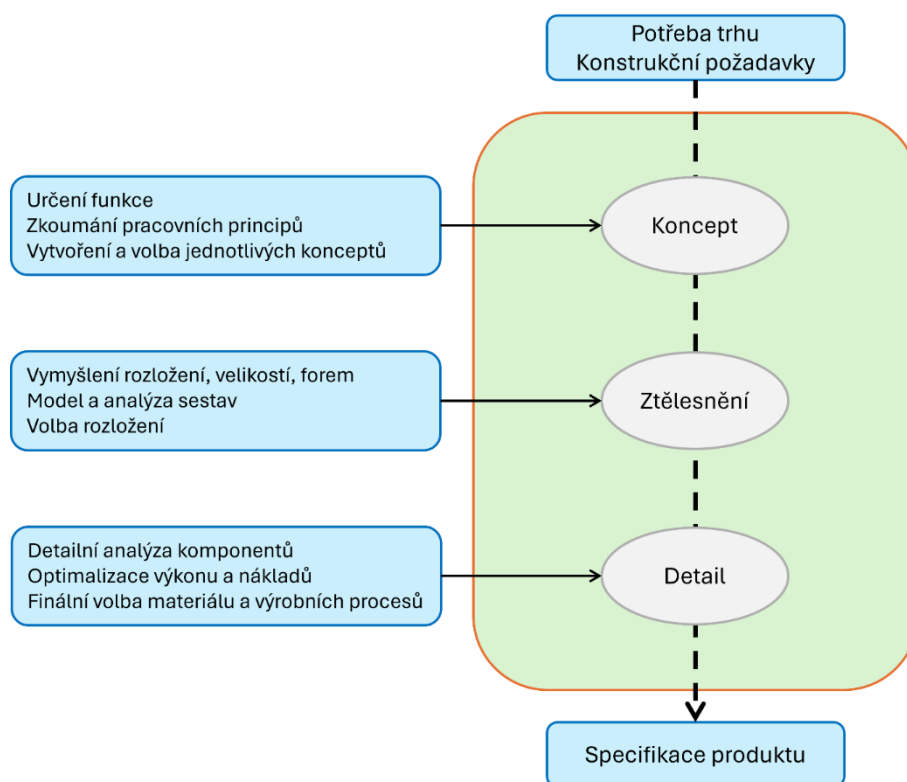 Potřeba trhu
Konstrukční požadavky
Určení funkce
Zkoumání pracovních principů
Vytvoření a volba jednotlivých konceptů
Koncept
Vymyšlení rozložení, velikostí, forem
Model a analýza sestav
Volba rozložení
Ztělesnění
Detailní analýza komponentů
Optimalizace výkonu a nákladů
Finální volba materiálu a výrobních procesů
Detail
Specifikace produktu